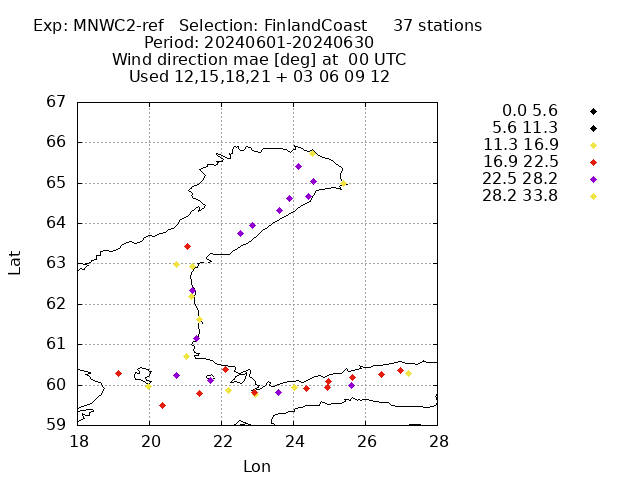 Exp: MNWC2-ref Selection: FinlandCoast 37 stations
Period: 20240601-20240630
Wind direction mae [deg] at 00 UTC
Used 12,15,18,21 + 03 06 09 12
0.0 5.6
5.6 11.3
11.3 16.9
16.9 22.5
22.5 28.2
28.2 33.8
67
66
65
64
63
62
61
60
59
Lat
18 20 22 24 26 28
Lon